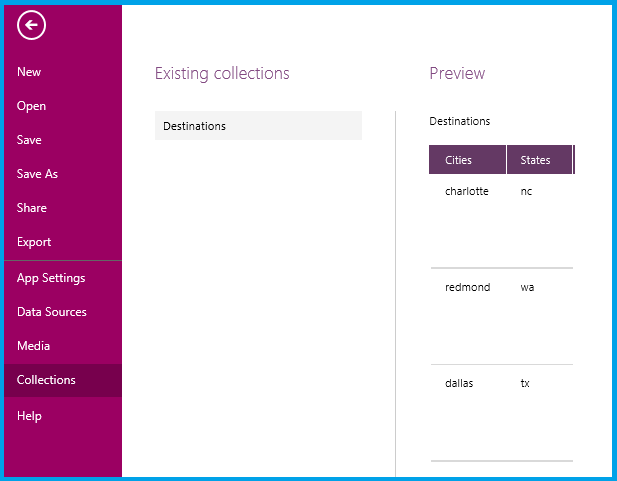 New
Open
Save
Save As
Share
Export
App Settings
Data Sources
Media
Collections
Help
Existing collections
Destinations
Preview
Destinations
Cities States
charlotte nc
redmond wa
dallas tx